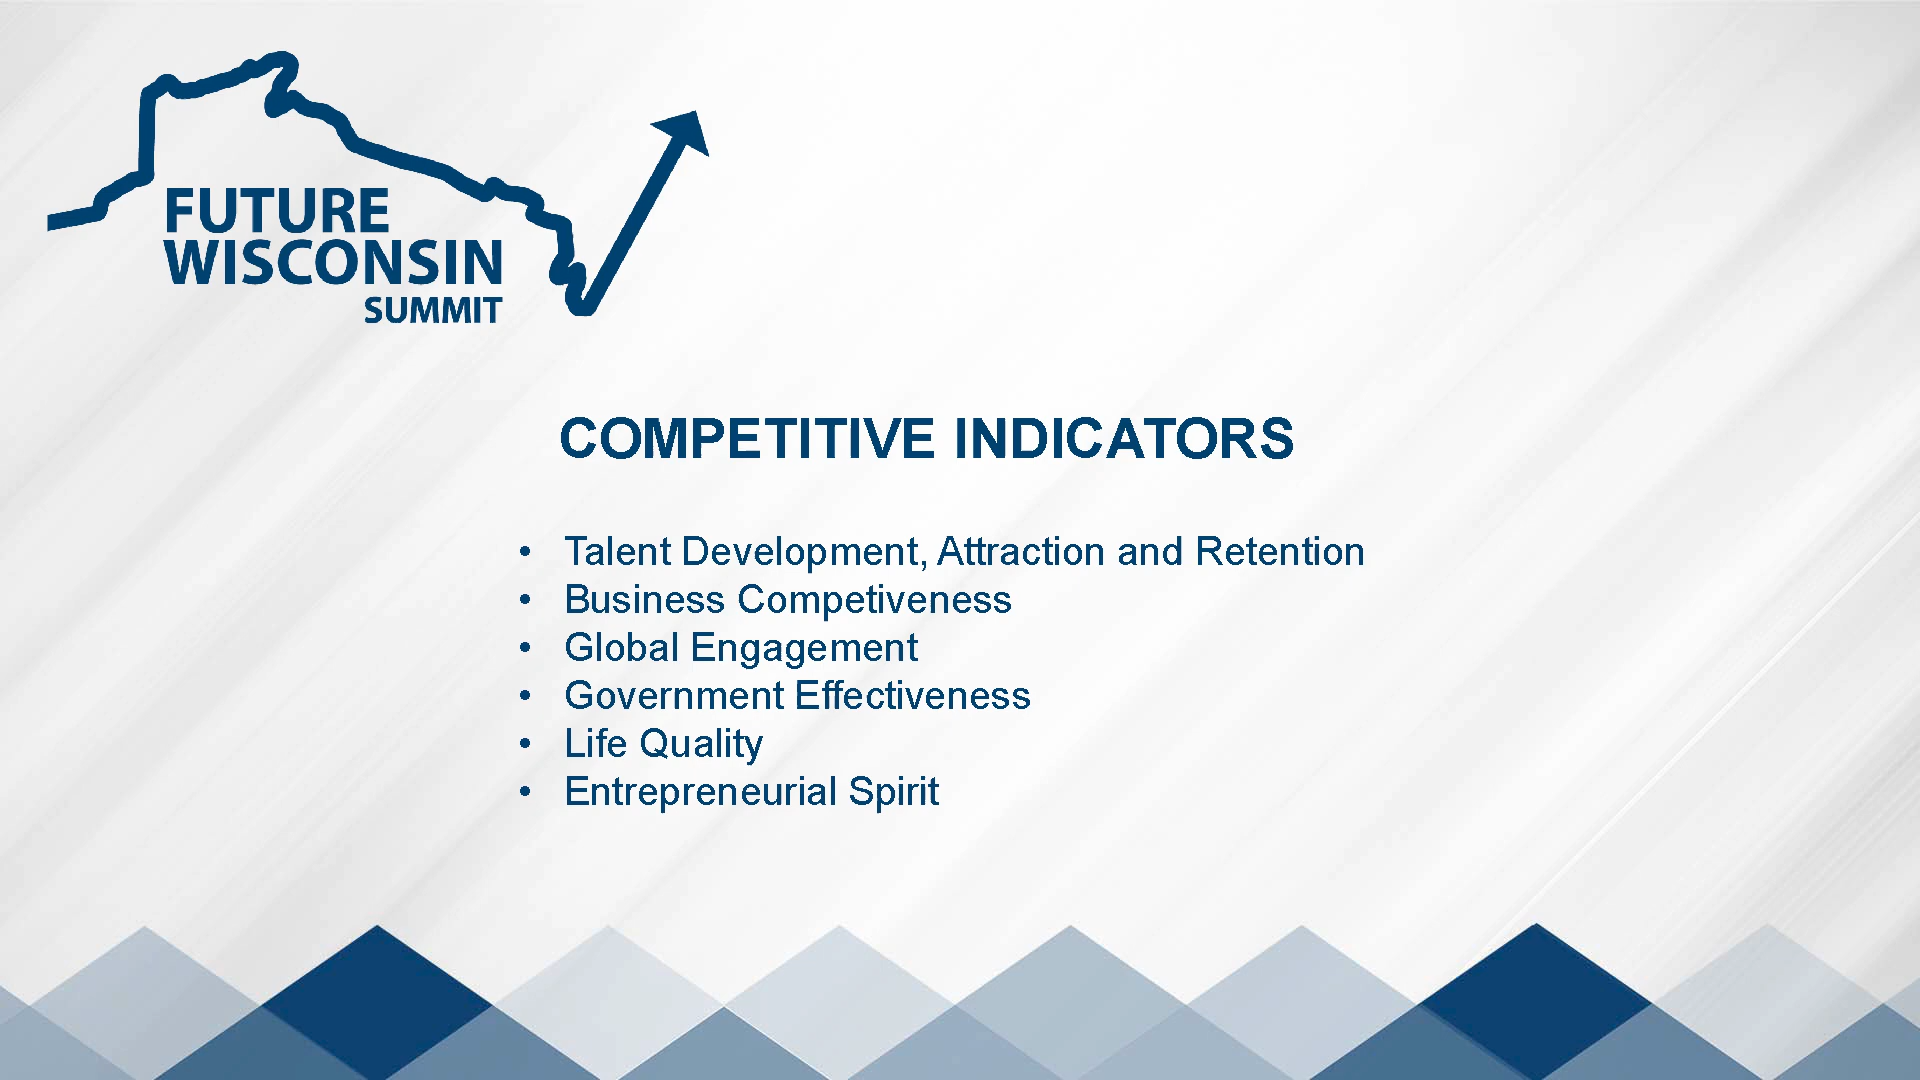 FUTURE
WISCONSIN
SUMMIT
COMPETITIVE INDICATORS
• Talent Development, Attraction and Retention
• Business Competiveness
• Global Engagement
• Government Effectiveness
• Life Quality
• Entrepreneurial Spirit